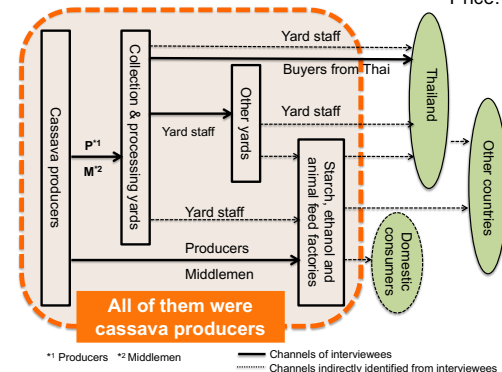 Price:
Cassava producers
Collection & processing yards
Other yards
Starch, ethanol and
animal feed factories
Thailand
Other countries
Domestic
consumers
Yard staff
Buyers from Thai
P*1
M*2
Yard staff
Yard staff
Yard staff
Producers
Middlemen
All of them were
cassava producers
*1 Producers *2 Middlemen
Channels of interviewees
Channels indirectly identified from interviewees